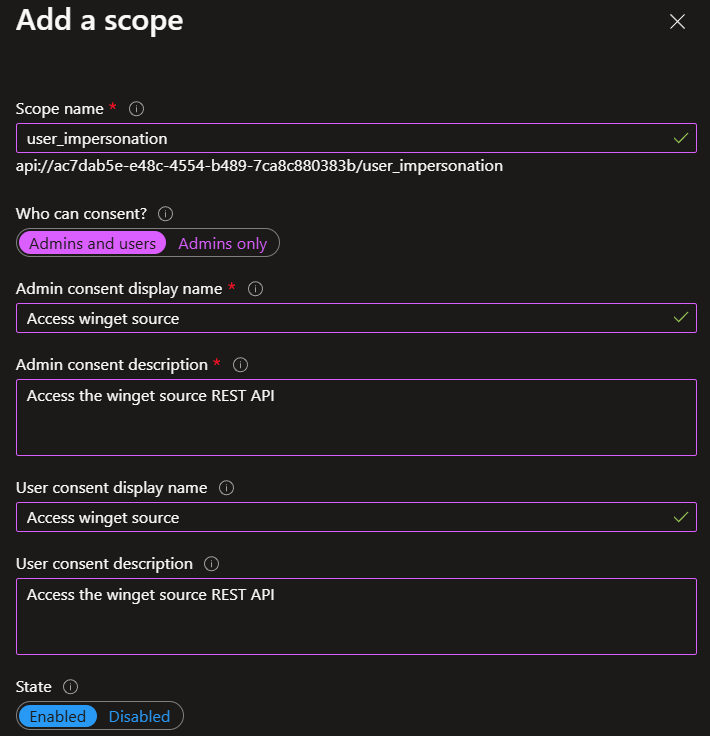 Add a scope
Scope name *
user_impersonation
api://ac7dab5e-e48c-4554-b489-7ca8c880383b/user_impersonation
Who can consent?
Admins and users Admins only
Admin consent display name *
Access winget source
Admin consent description *
Access the winget source REST API
User consent display name
Access winget source
User consent description
Access the winget source REST API
State
Enabled Disabled